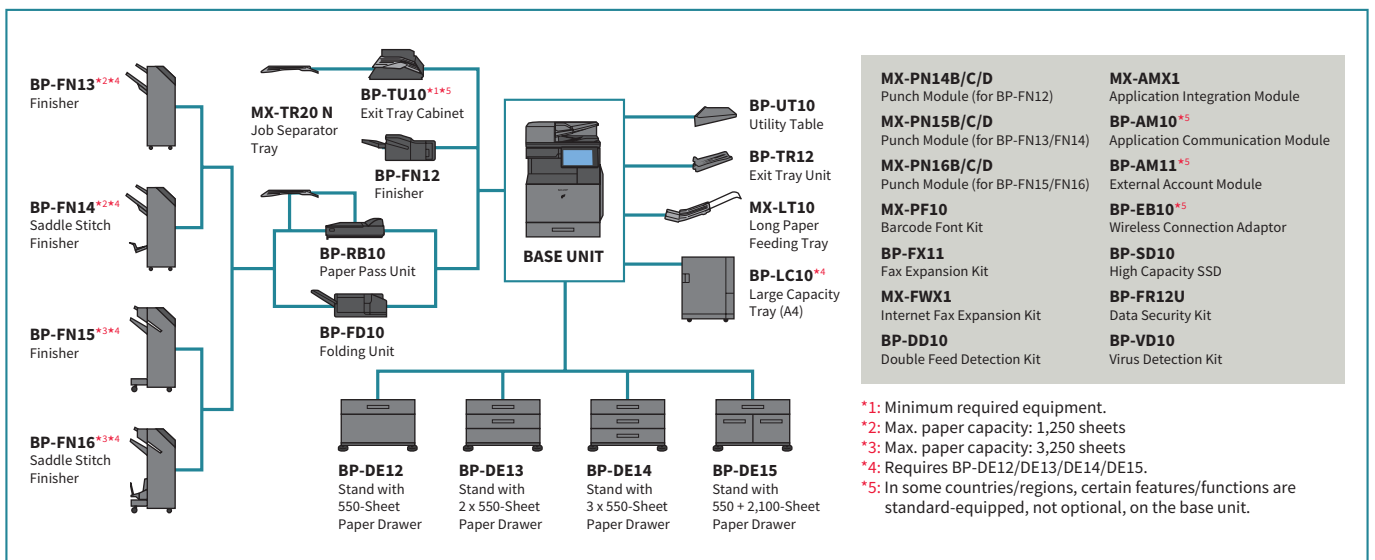 BP-FN13*2*4
Finisher
BP-FN14*2*4
Saddle Stitch
Finisher
BP-FN15*3*4
Finisher
BP-FN16*3*4
Saddle Stitch
Finisher
MX-TR20 N
Job Separator
Tray
BP-TU10*1*5
Exit Tray Cabinet
BP-FN12
Finisher
BP-RB10
Paper Pass Unit
BP-FD10
Folding Unit
BASE UNIT
BP-UT10
Utility Table
BP-TR12
Exit Tray Unit
MX-LT10
Long Paper
Feeding Tray
BP-LC10*4
Large Capacity
Tray (A4)
BP-DE12
Stand with
550-Sheet
Paper Drawer
BP-DE13
Stand with
2 x 550-Sheet
Paper Drawer
BP-DE14
Stand with
3 x 550-Sheet
Paper Drawer
BP-DE15
Stand with
550 + 2,100-Sheet
Paper Drawer
MX-PN14B/C/D
Punch Module (for BP-FN12)
MX-PN15B/C/D
Punch Module (for BP-FN13/FN14)
MX-PN16B/C/D
Punch Module (for BP-FN15/FN16)
MX-PF10
Barcode Font Kit
BP-FX11
Fax Expansion Kit
MX-FWX1
Internet Fax Expansion Kit
BP-DD10
Double Feed Detection Kit
MX-AMX1
Application Integration Module
BP-AM10*5
Application Communication Module
BP-AM11*5
External Account Module
BP-EB10*5
Wireless Connection Adaptor
BP-SD10
High Capacity SSD
BP-FR12U
Data Security Kit
BP-VD10
Virus Detection Kit
*1: Minimum required equipment.
*2: Max. paper capacity: 1,250 sheets
*3: Max. paper capacity: 3,250 sheets
*4: Requires BP-DE12/DE13/DE14/DE15.
*5: In some countries/regions, certain features/functions are
standard-equipped, not optional, on the base unit.